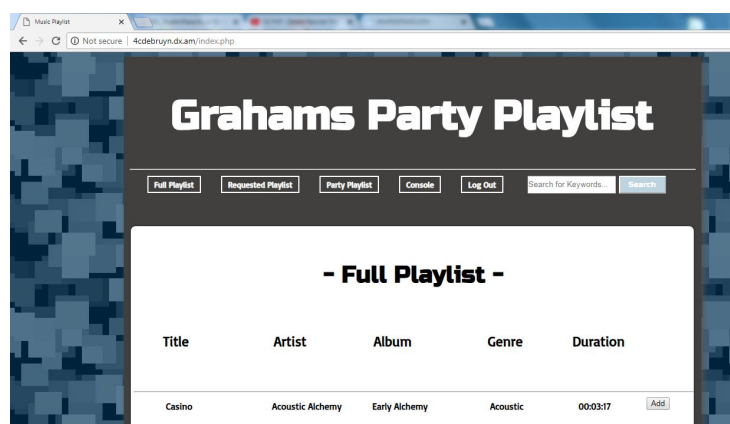 Music Playlist
Not secure 4cdebruyn.dx.am/index.php
Grahams Party Playlist
Full Playlist Requested Playlist Party Playlist Console Log Out Search for Keywords... Search
- Full Playlist -
Title Artist Album Genre Duration
Casino Acoustic Alchemy Early Alchemy Acoustic 00:03:17 Add